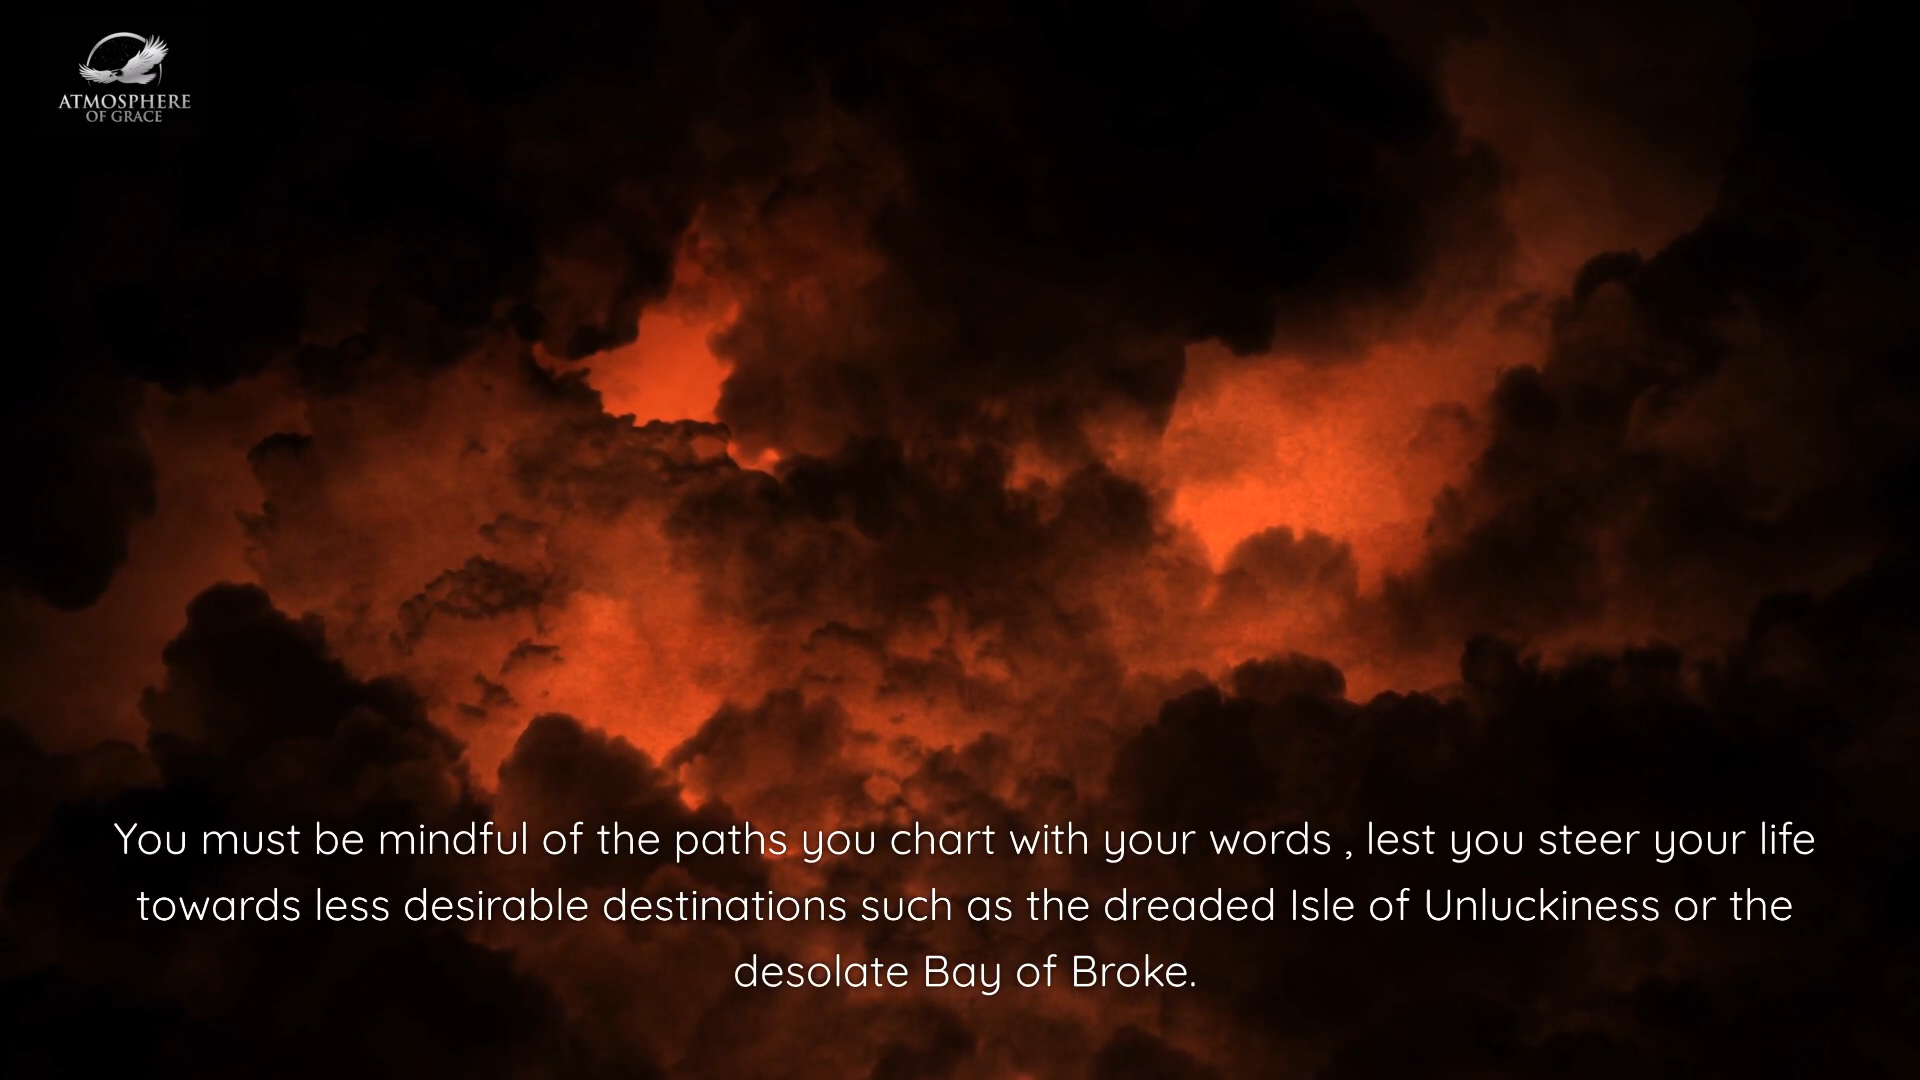 ATMOSPHERE
OF GRACE
You must be mindful of the paths you chart with your words , lest you steer your life
towards less desirable destinations such as the dreaded Isle of Unluckiness or the
desolate Bay of Broke.